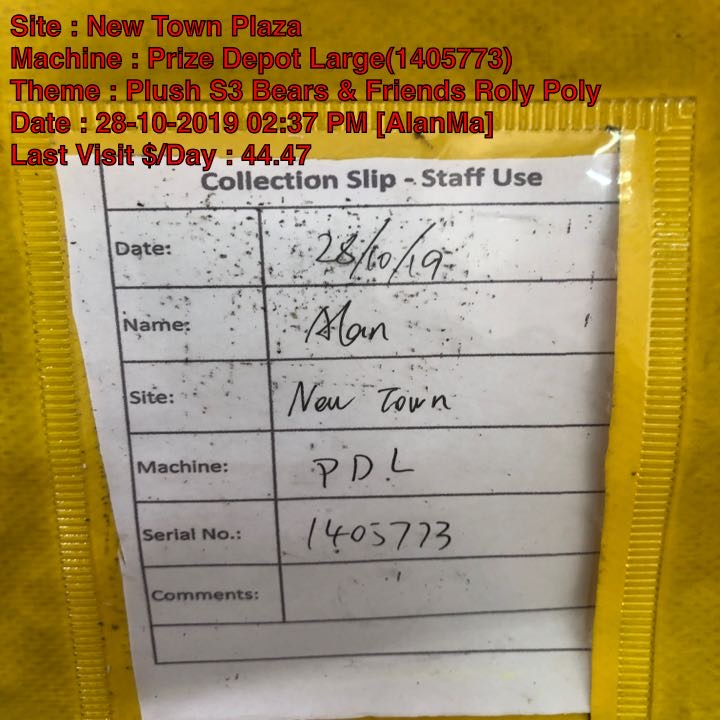 Site : New Town Plaza
Machine : Prize Depot Large(1405773)
Theme : Plush S3 Bears & Friends Roly Poly
Date : 28-10-2019 02:37 PM [AlanMa]
Last Visit $/Day : 44.47
Collection Slip - Staff Use
Date: 28/10/19
Name: Alan
Site: New Town
Machine: PDL
Serial No.: 1405773
Comments: